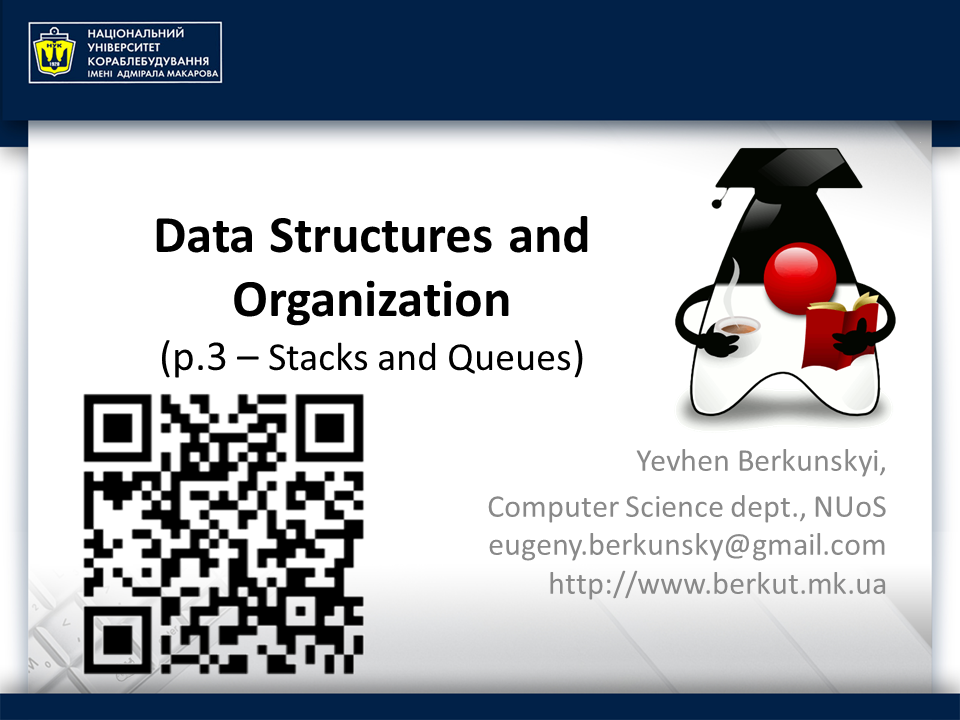 НАЦІОНАЛЬНИЙ
УНІВЕРСИТЕТ
КОРАБЛЕБУДУВАННЯ
ІМЕНІ АДМІРАЛА МАКАРОВА
НУК
1920
Data Structures and
Organization
(p.3 – Stacks and Queues)
Yevhen Berkunskyi,
Computer Science dept., NUoS
eugeny.berkunsky@gmail.com
http://www.berkut.mk.ua